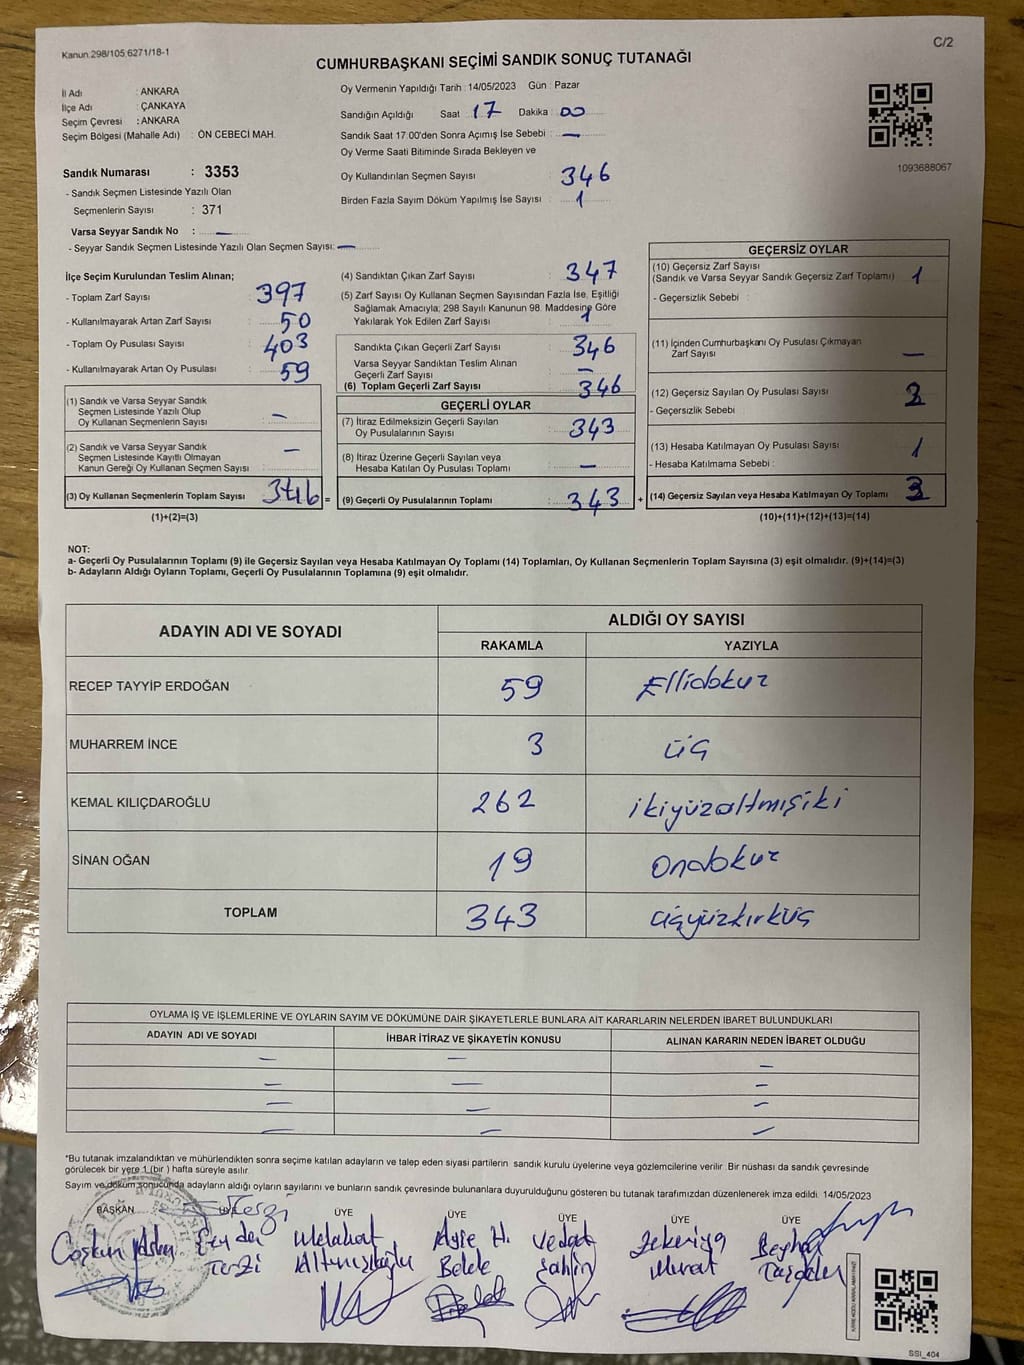 Kanun 298/105;6271/18-1
C/2
CUMHURBAŞKANI SEÇİMİ SANDIK SONUÇ TUTANAĞI
İl Adı : ANKARA
İlçe Adı : ÇANKAYA
Seçim Çevresi : ANKARA
Seçim Bölgesi (Mahalle Adı) : ÖN CEBECİ MAH.
Sandık Numarası : 3353
- Sandık Seçmen Listesinde Yazılı Olan
Seçmenlerin Sayısı : 371
Varsa Seyyar Sandık No : —
- Seyyar Sandık Seçmen Listesinde Yazılı Olan Seçmen Sayısı: —
Oy Vermenin Yapıldığı Tarih : 14/05/2023 Gün : Pazar
Sandığın Açıldığı Saat 17 Dakika : 00
Sandık Saat 17.00'den Sonra Açımış İse Sebebi : —
Oy Verme Saati Bitiminde Sırada Bekleyen ve
Oy Kullandırılan Seçmen Sayısı : 346
Birden Fazla Sayım Döküm Yapılmış İse Sayısı : 1
1093688067
İlçe Seçim Kurulundan Teslim Alınan;
- Toplam Zarf Sayısı : 397
- Kullanılmayarak Artan Zarf Sayısı : 50
- Toplam Oy Pusulası Sayısı : 403
- Kullanılmayarak Artan Oy Pusulası : 59
(1) Sandık ve Varsa Seyyar Sandık
Seçmen Listesinde Yazılı Olup
Oy Kullanan Seçmenlerin Sayısı : —
(2) Sandık ve Varsa Seyyar Sandık
Seçmen Listesinde Kayıtlı Olmayan
Kanun Gereği Oy Kullanan Seçmen Sayısı : —
(3) Oy Kullanan Seçmenlerin Toplam Sayısı 346 =
(1)+(2)=(3)
(4) Sandıktan Çıkan Zarf Sayısı : 347
(5) Zarf Sayısı Oy Kullanan Seçmen Sayısından Fazla İse, Eşitliği
Sağlamak Amacıyla; 298 Sayılı Kanunun 98. Maddesine Göre
Yakılarak Yok Edilen Zarf Sayısı : 1
Sandıkta Çıkan Geçerli Zarf Sayısı : 346
Varsa Seyyar Sandıktan Teslim Alınan
Geçerli Zarf Sayısı : —
(6) Toplam Geçerli Zarf Sayısı : 346
GEÇERLİ OYLAR
(7) İtiraz Edilmeksizin Geçerli Sayılan
Oy Pusulalarının Sayısı : 343
(8) İtiraz Üzerine Geçerli Sayılan veya
Hesaba Katılan Oy Pusulası Toplamı : —
(9) Geçerli Oy Pusulalarının Toplamı : 343 +
GEÇERSİZ OYLAR
(10) Geçersiz Zarf Sayısı
(Sandık ve Varsa Seyyar Sandık Geçersiz Zarf Toplamı) : 1
- Geçersizlik Sebebi :
(11) İçinden Cumhurbaşkanı Oy Pusulası Çıkmayan
Zarf Sayısı : —
(12) Geçersiz Sayılan Oy Pusulası Sayısı :
- Geçersizlik Sebebi :
(13) Hesaba Katılmayan Oy Pusulası Sayısı : 1
- Hesaba Katılmama Sebebi :
(14) Geçersiz Sayılan veya Hesaba Katılmayan Oy Toplamı : 3
(10)+(11)+(12)+(13)=(14)
NOT:
a- Geçerli Oy Pusulalarının Toplamı (9) ile Geçersiz Sayılan veya Hesaba Katılmayan Oy Toplamı (14) Toplamları, Oy Kullanan Seçmenlerin Toplam Sayısına (3) eşit olmalıdır. (9)+(14)=(3)
b- Adayların Aldığı Oyların Toplamı, Geçerli Oy Pusulalarının Toplamına (9) eşit olmalıdır.
ADAYIN ADI VE SOYADI
ALDIĞI OY SAYISI
RAKAMLA YAZIYLA
RECEP TAYYİP ERDOĞAN 59 Ellidokuz
MUHARREM İNCE 3 üç
KEMAL KILIÇDAROĞLU 262 ikiyüzaltmışiki
SİNAN OĞAN 19 Ondokuz
TOPLAM 343 üçyüzkırküç
OYLAMA İŞ VE İŞLEMLERİNE VE OYLARIN SAYIM VE DÖKÜMÜNE DAİR ŞİKAYETLERLE BUNLARA AİT KARARLARIN NELERDEN İBARET BULUNDUKLARI
ADAYIN ADI VE SOYADI İHBAR İTİRAZ VE ŞİKAYETİN KONUSU ALINAN KARARIN NEDEN İBARET OLDUĞU
— — —
— — —
— — —
— — —
*Bu tutanak imzalandıktan ve mühürlendikten sonra seçime katılan adayların ve talep eden siyasi partilerin sandık kurulu üyelerine veya gözlemcilerine verilir. Bir nüshası da sandık çevresinde
görülecek bir yere 1 (bir ) hafta süreyle asılır.
Sayım ve döküm sonucunda adayların aldığı oyların sayılarını ve bunların sandık çevresinde bulunanlara duyurulduğunu gösteren bu tutanak tarafımızdan düzenlenerek imza edildi. 14/05/2023
BAŞKAN ÜYE ÜYE ÜYE ÜYE ÜYE ÜYE
Terzi
Coşkun Melahat Ayşe H. Vedat Zekeriya Beyhan
Terzi Belele Şahin Murat
SSI_404